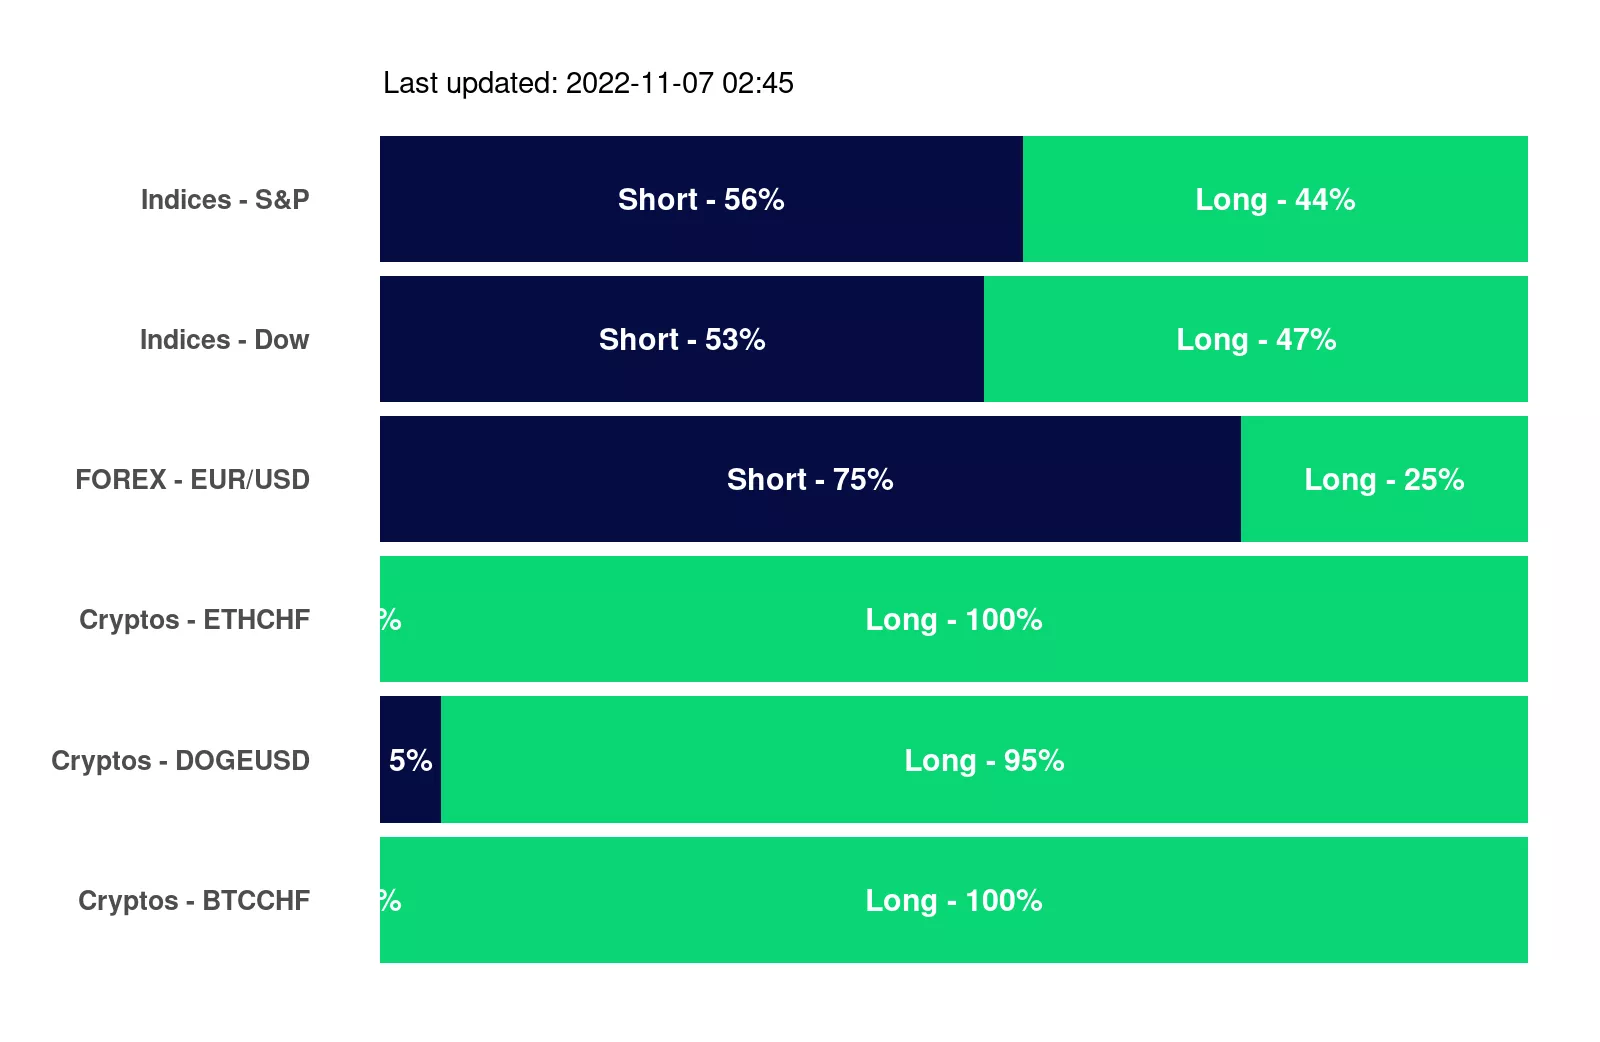 Last updated: 2022-11-07 02:45
Indices - S&P Short - 56% Long - 44%
Indices - Dow Short - 53% Long - 47%
FOREX - EUR/USD Short - 75% Long - 25%
Cryptos - ETHCHF % Long - 100%
Cryptos - DOGEUSD 5% Long - 95%
Cryptos - BTCCHF % Long - 100%